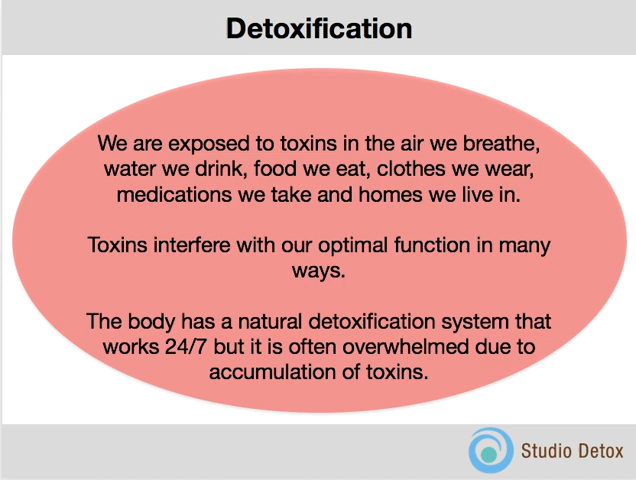 Detoxification
We are exposed to toxins in the air we breathe,
water we drink, food we eat, clothes we wear,
medications we take and homes we live in.
Toxins interfere with our optimal function in many
ways.
The body has a natural detoxification system that
works 24/7 but it is often overwhelmed due to
accumulation of toxins.
Studio Detox